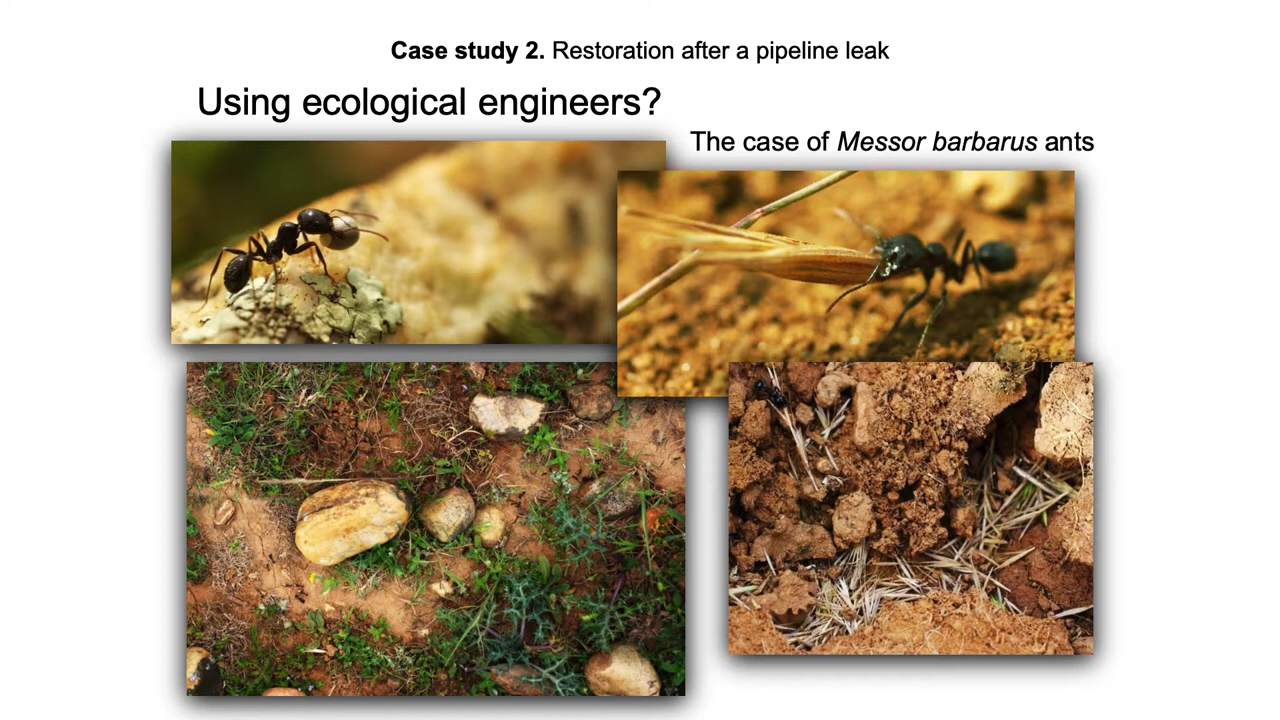 Case study 2. Restoration after a pipeline leak
Using ecological engineers?
The case of Messor barbarus ants